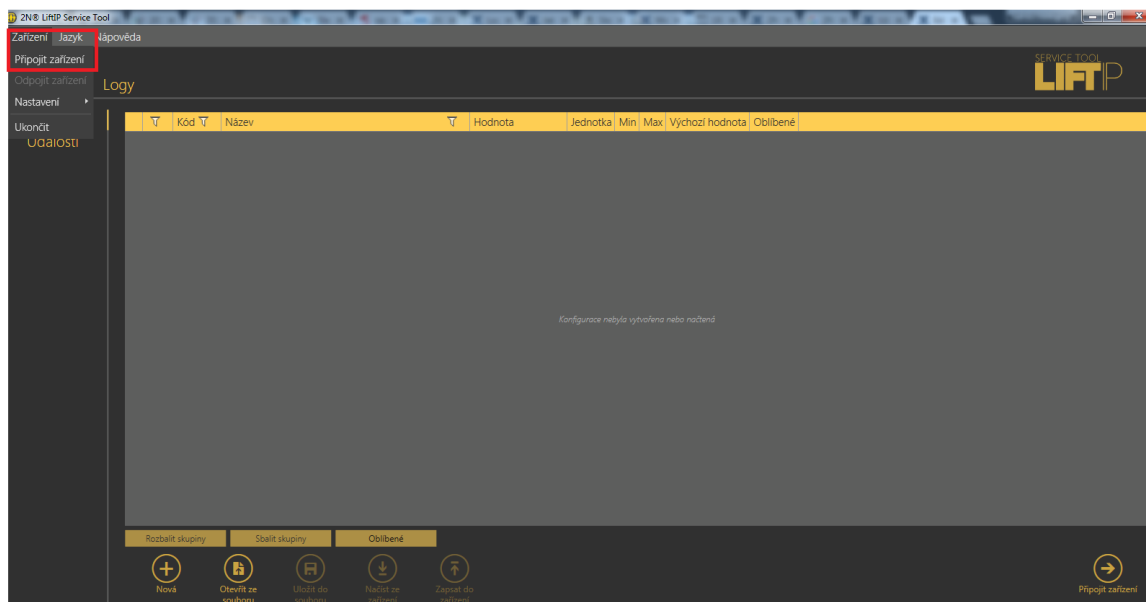 2N® LiftIP Service Tool
Zařízení Jazyk Nápověda
Připojit zařízení
Odpojit zařízení
Nastavení
Ukončit
Logy
SERVICE TOOL
LIFTIP
Události
Kód Název Hodnota Jednotka Min Max Výchozí hodnota Oblíbené
Konfigurace nebyla vytvořena nebo načtená
Rozbalit skupiny Sbalit skupiny Oblíbené
Nová
Otevřít ze
souboru
Uložit do
souboru
Načíst ze
zařízení
Zapsat do
zařízení
Připojit zařízení